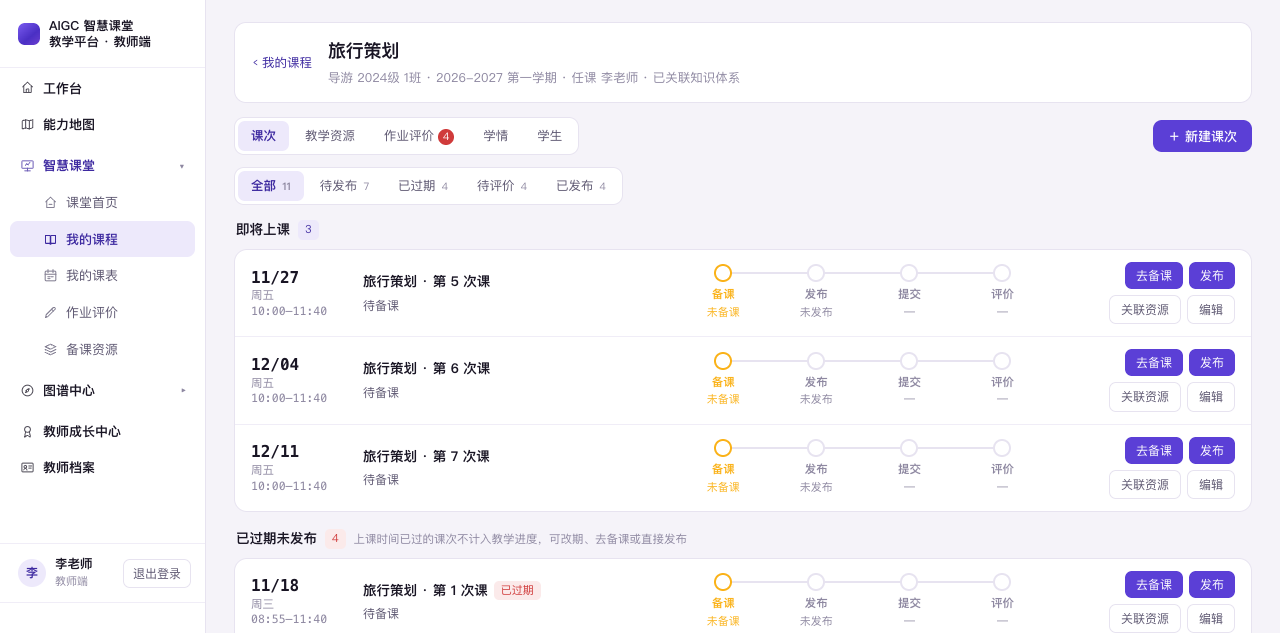 AIGC 智慧课堂
教学平台 · 教师端
工作台
能力地图
智慧课堂
课堂首页
我的课程
我的课表
作业评价
备课资源
图谱中心
教师成长中心
教师档案
李
李老师
教师端
退出登录
‹ 我的课程
旅行策划
导游 2024级 1班 · 2026–2027 第一学期 · 任课 李老师 · 已关联知识体系
课次 教学资源 作业评价 4 学情 学生
＋ 新建课次
全部 11 待发布 7 已过期 4 待评价 4 已发布 4
即将上课 3
11/27
周五
10:00–11:40
旅行策划 · 第 5 次课
待备课
备课 发布 提交 评价
未备课 未发布 — —
去备课 发布
关联资源 编辑
12/04
周五
10:00–11:40
旅行策划 · 第 6 次课
待备课
备课 发布 提交 评价
未备课 未发布 — —
去备课 发布
关联资源 编辑
12/11
周五
10:00–11:40
旅行策划 · 第 7 次课
待备课
备课 发布 提交 评价
未备课 未发布 — —
去备课 发布
关联资源 编辑
已过期未发布 4 上课时间已过的课次不计入教学进度，可改期、去备课或直接发布
11/18
周三
08:55–11:40
旅行策划 · 第 1 次课 已过期
待备课
备课 发布 提交 评价
未备课 未发布 — —
去备课 发布
关联资源 编辑